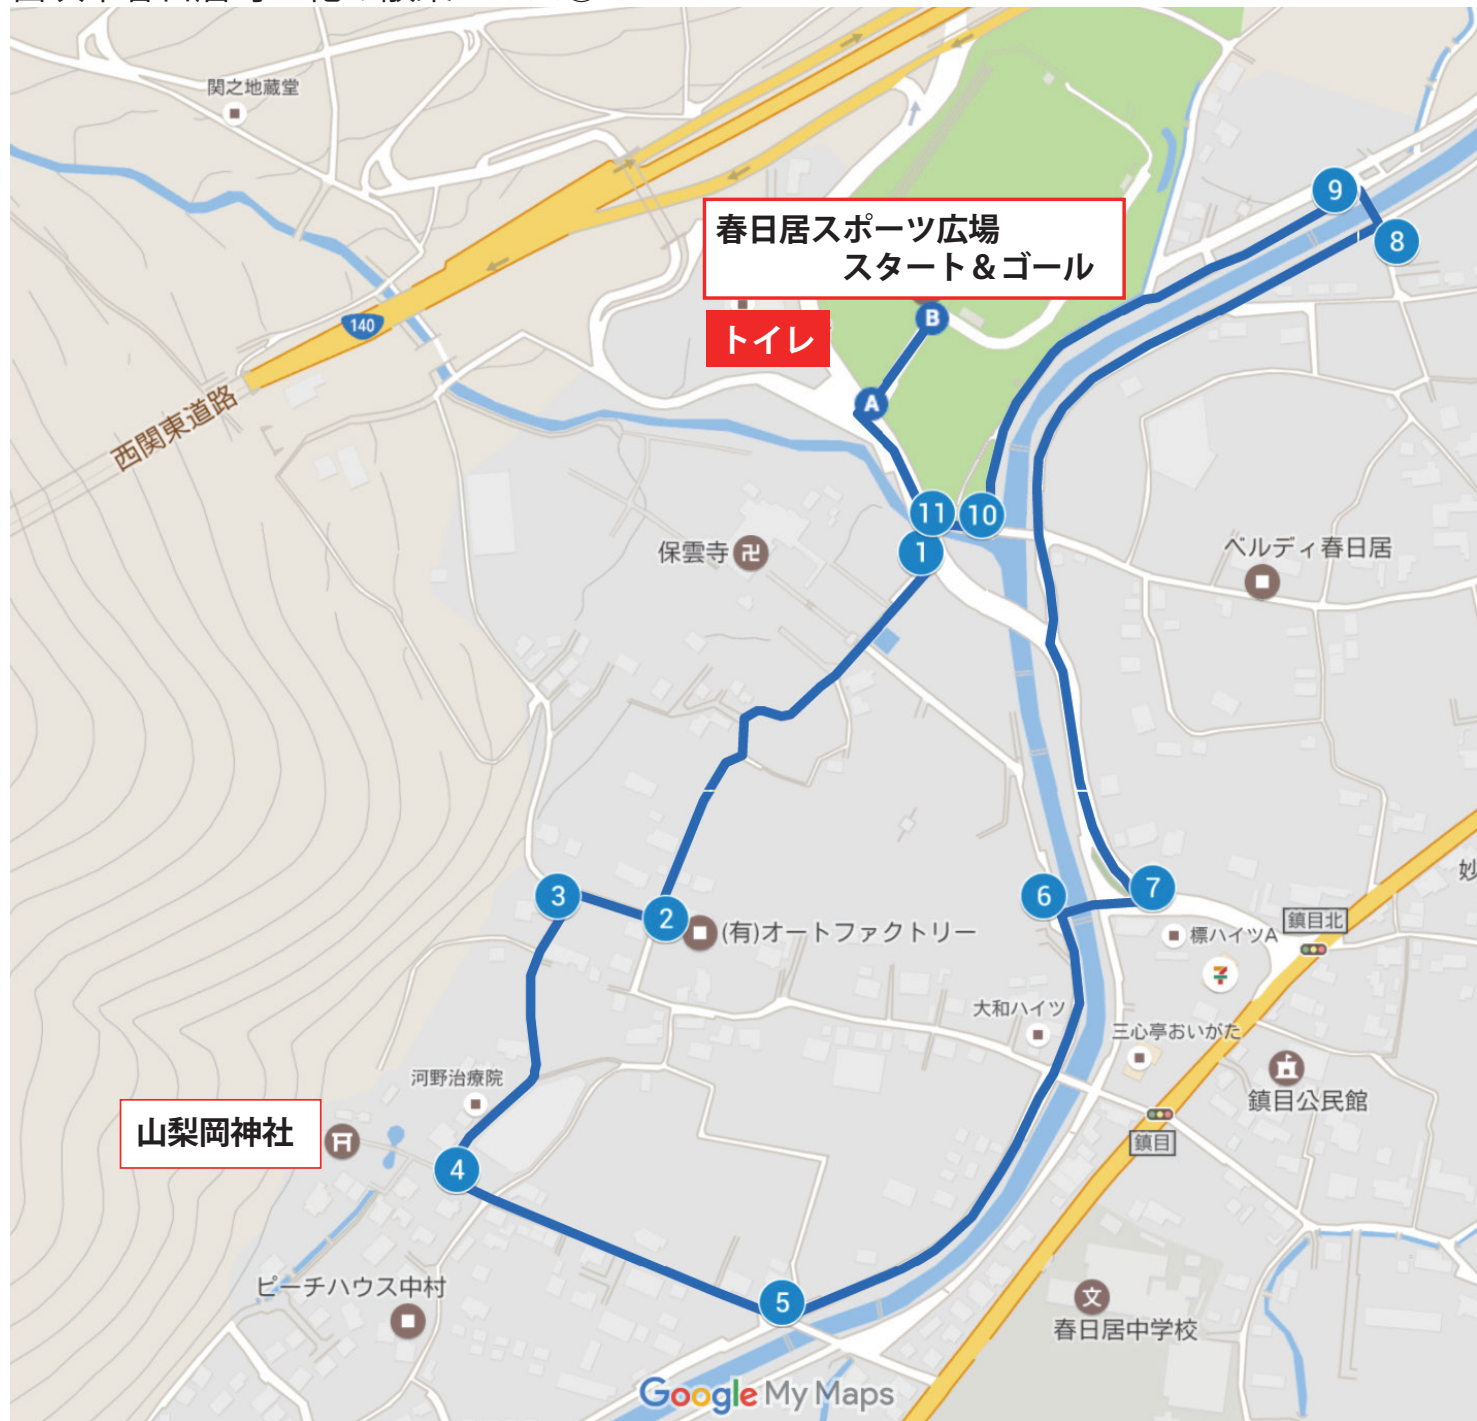 関之地蔵堂
春日居スポーツ広場
スタート＆ゴール
トイレ
140
西関東道路
B
A
9
8
11
10
1
保雲寺
ベルディ春日居
3
2
(有)オートファクトリー
6
7
標ハイツA
鎮目北
妙
大和ハイツ
三心亭おいがた
鎮目公民館
鎮目
河野治療院
山梨岡神社
4
5
ピーチハウス中村
文
春日居中学校
Google My Maps